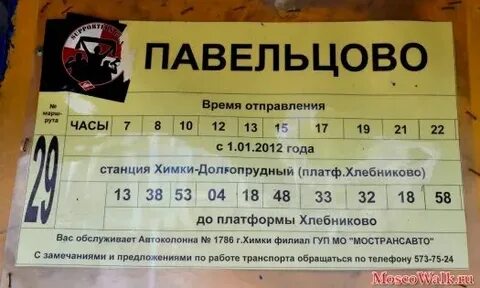 SUPPORTERS
ПАВЕЛЬЦОВО
Время отправления
№ маршрута
ЧАСЫ 7 8 10 12 13 15 17 19 21 22
с 1.01.2012 года
29
станция Химки-Долгопрудный (платф.Хлебниково)
13 38 53 04 18 48 33 32 18 58
до платформы Хлебниково
Вас обслуживает Автоколонна № 1786 г.Химки филиал ГУП МО "МОСТРАНСАВТО"
С замечаниями и предложениями по работе транспорта обращаться по телефону 573-75-24
MoscowWalk.ru